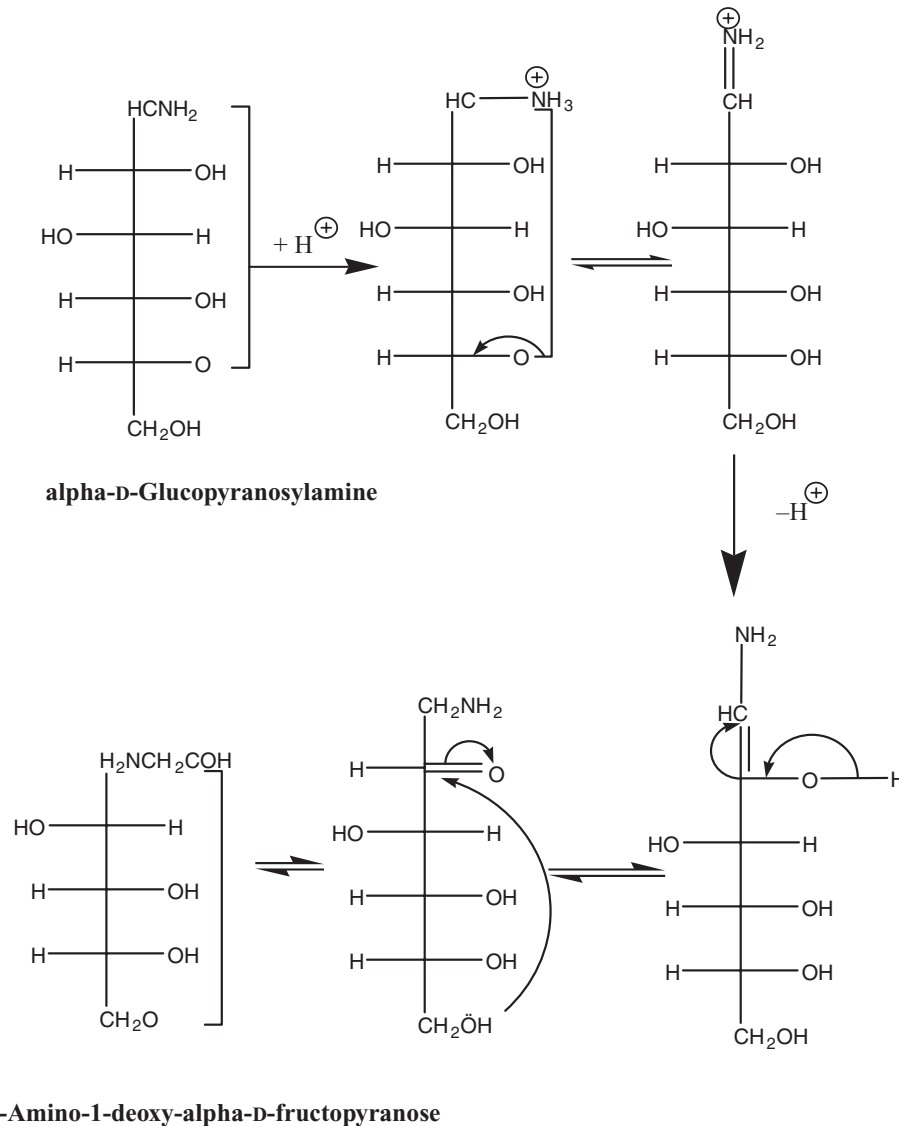 HCNH₂
H OH
HO H
H OH
H O
CH₂OH
alpha-D-Glucopyranosylamine
+ H⊕
⊕
HC NH₃
H OH
HO H
H OH
H O
CH₂OH
⊕
NH₂
CH
H OH
HO H
H OH
H OH
CH₂OH
–H⊕
NH₂
HC
O H
HO H
H OH
H OH
CH₂OH
CH₂NH₂
H O
HO H
H OH
H OH
CH₂ÖH
H₂NCH₂COH
HO H
H OH
H OH
CH₂O
-Amino-1-deoxy-alpha-D-fructopyranose